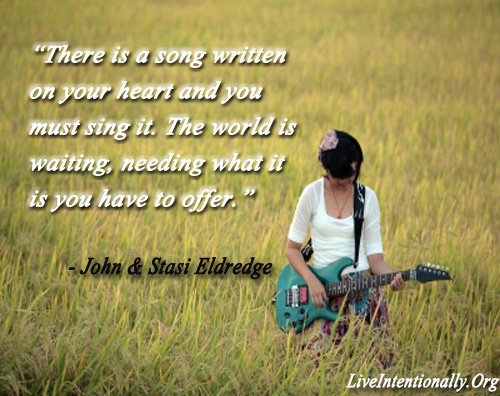 “There is a song written
on your heart and you
must sing it. The world is
waiting, needing what it
is you have to offer.”
- John & Stasi Eldredge
LiveIntentionally.Org